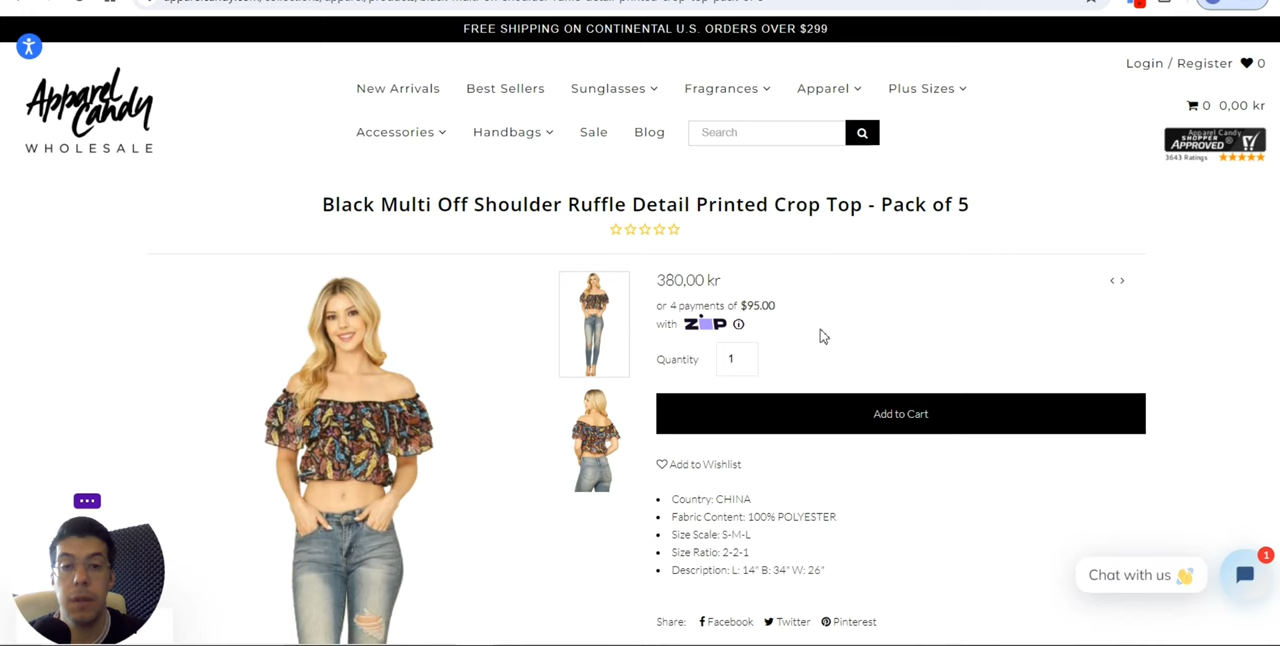 FREE SHIPPING ON CONTINENTAL U.S. ORDERS OVER $299
Login / Register 0
Apparel Candy
WHOLESALE
New Arrivals Best Sellers Sunglasses Fragrances Apparel Plus Sizes
0 0,00 kr
Accessories Handbags Sale Blog Search
Apparel Candy
SHOPPER
APPROVED®
3643 Ratings
Black Multi Off Shoulder Ruffle Detail Printed Crop Top - Pack of 5
380,00 kr
< >
or 4 payments of $95.00
with ZIP
Quantity 1
Add to Cart
Add to Wishlist
Country: CHINA
Fabric Content: 100% POLYESTER
Size Scale: S-M-L
Size Ratio: 2-2-1
Description: L: 14" B: 34" W: 26"
Chat with us 👋
1
Share: Facebook Twitter Pinterest